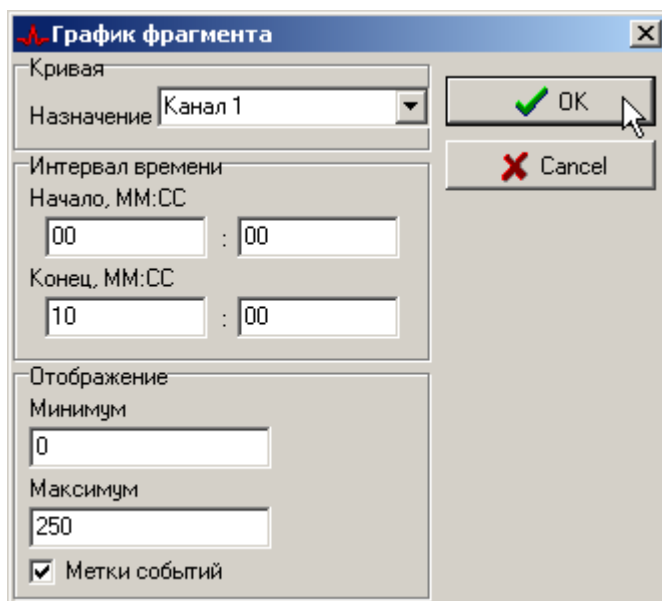 График фрагмента
Кривая
Назначение Канал 1
OK
Cancel
Интервал времени
Начало, ММ:СС
00 : 00
Конец, ММ:СС
10 : 00
Отображение
Минимум
0
Максимум
250
Метки событий